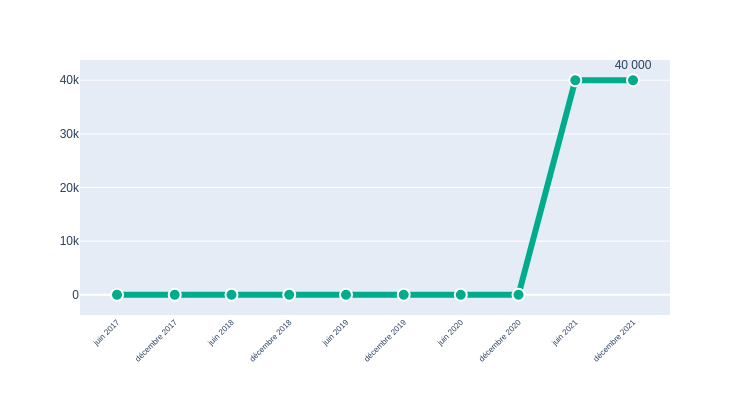 40 000
40k
30k
20k
10k
0
juin 2017
décembre 2017
juin 2018
décembre 2018
juin 2019
décembre 2019
juin 2020
décembre 2020
juin 2021
décembre 2021